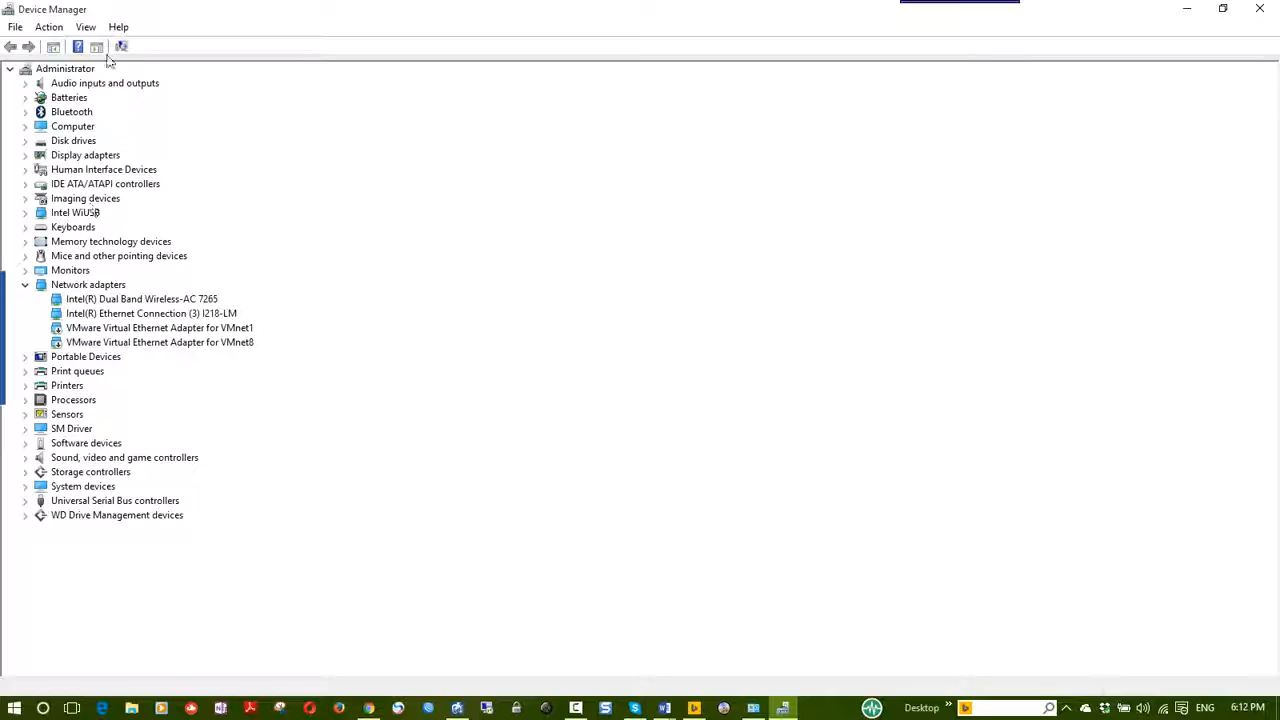 Device Manager
File Action View Help
Administrator
Audio inputs and outputs
Batteries
Bluetooth
Computer
Disk drives
Display adapters
Human Interface Devices
IDE ATA/ATAPI controllers
Imaging devices
Intel WiUSB
Keyboards
Memory technology devices
Mice and other pointing devices
Monitors
Network adapters
Intel(R) Dual Band Wireless-AC 7265
Intel(R) Ethernet Connection (3) I218-LM
VMware Virtual Ethernet Adapter for VMnet1
VMware Virtual Ethernet Adapter for VMnet8
Portable Devices
Print queues
Printers
Processors
Sensors
SM Driver
Software devices
Sound, video and game controllers
Storage controllers
System devices
Universal Serial Bus controllers
WD Drive Management devices
Desktop ENG 6:12 PM